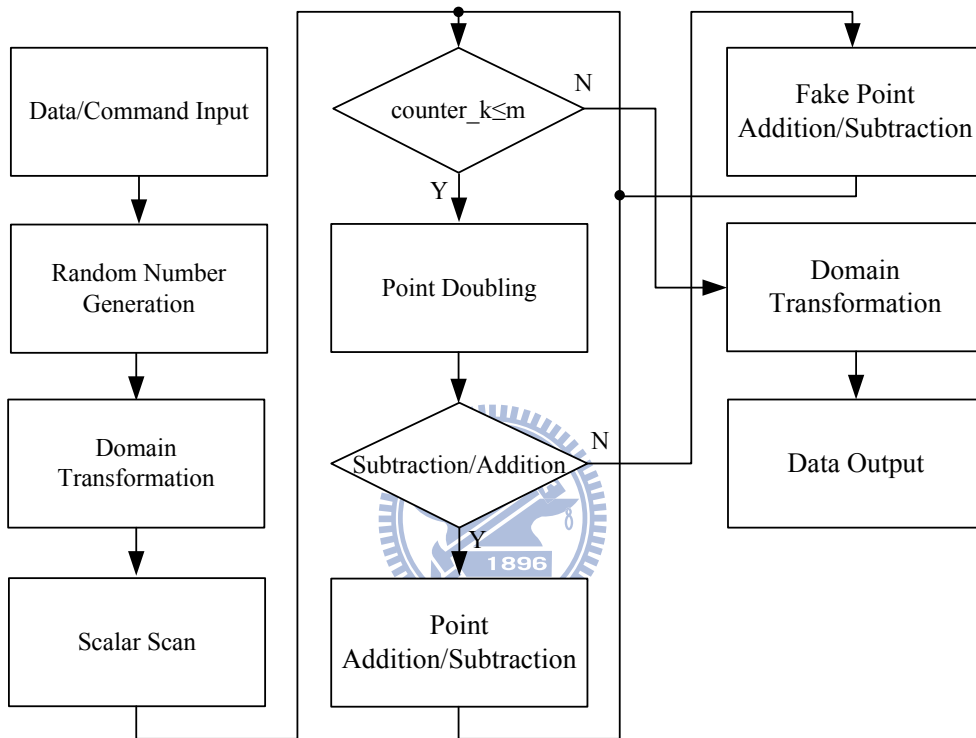 Data/Command Input
Random Number
Generation
Domain
Transformation
Scalar Scan
counter_k≤m
N
Y
Point Doubling
Subtraction/Addition
N
Y
1896
Point
Addition/Subtraction
Fake Point
Addition/Subtraction
Domain
Transformation
Data Output